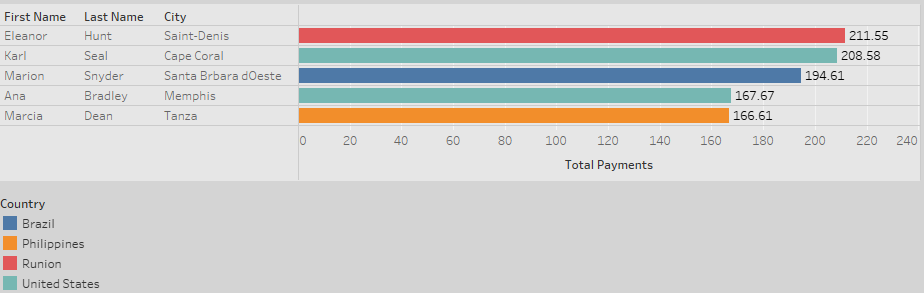 First Name Last Name City
Eleanor Hunt Saint-Denis 211.55
Karl Seal Cape Coral 208.58
Marion Snyder Santa Brbara dOeste 194.61
Ana Bradley Memphis 167.67
Marcia Dean Tanza 166.61
0 20 40 60 80 100 120 140 160 180 200 220 240
Total Payments
Country
Brazil
Philippines
Runion
United States